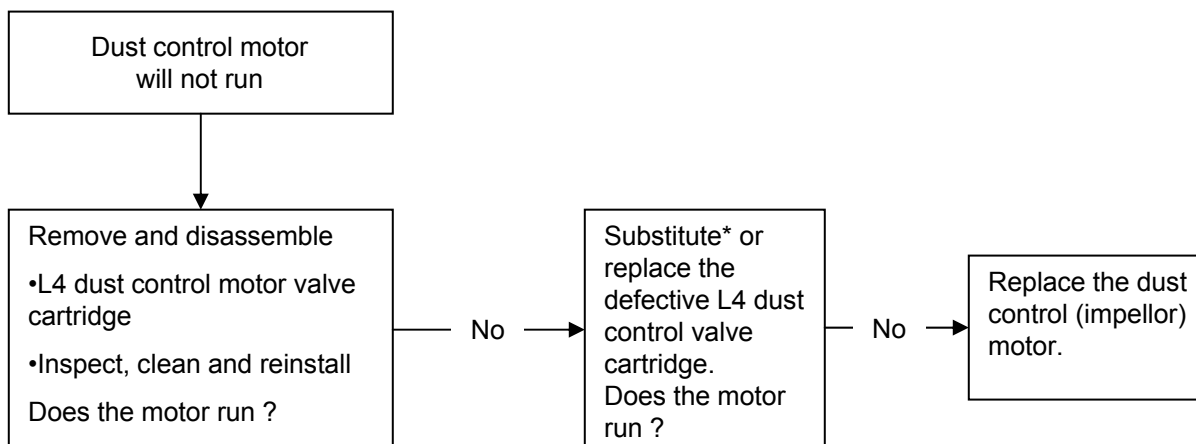 Dust control motor
will not run
Remove and disassemble
•L4 dust control motor valve
cartridge
•Inspect, clean and reinstall
Does the motor run ?
No
Substitute* or
replace the
defective L4 dust
control valve
cartridge.
Does the motor
run ?
No
Replace the dust
control (impellor)
motor.